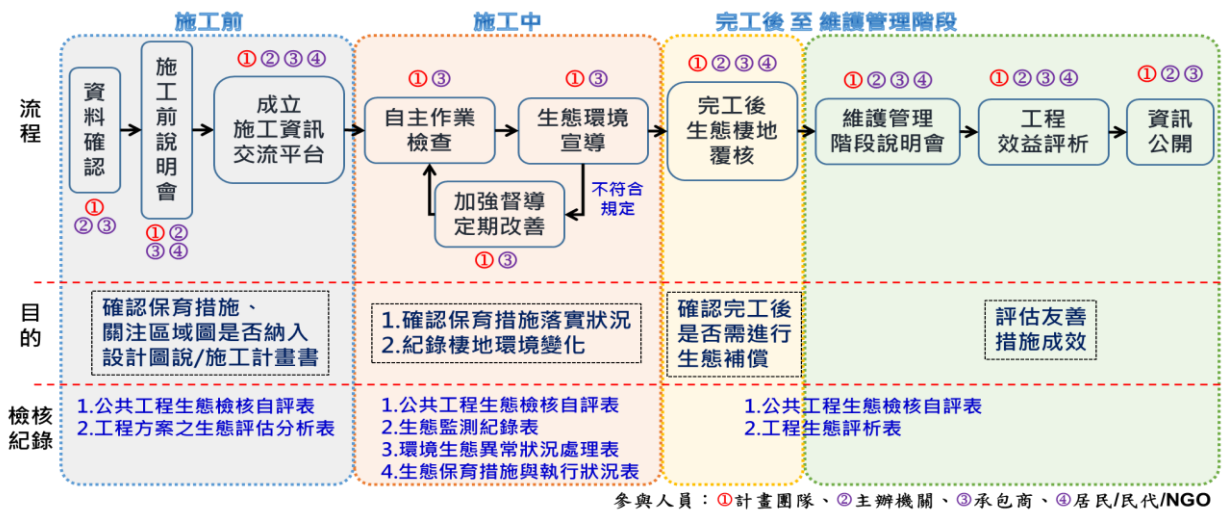 施工前
施工中
完工後 至 維護管理階段
流程
資料確認
①
②③
施工前說明會
①②
③④
①②③④
成立
施工資訊
交流平台
①③
自主作業
檢查
①③
生態環境
宣導
不符合
規定
加強督導
定期改善
①③
①②③④
完工後
生態棲地
覆核
①②③④
維護管理
階段說明會
①②③④
工程
效益評析
①②③
資訊
公開
目的
確認保育措施、
關注區域圖是否納入
設計圖說/施工計畫書
1.確認保育措施落實狀況
2.紀錄棲地環境變化
確認完工後
是否需進行
生態補償
評估友善
措施成效
檢核
紀錄
1.公共工程生態檢核自評表
2.工程方案之生態評估分析表
1.公共工程生態檢核自評表
2.生態監測紀錄表
3.環境生態異常狀況處理表
4.生態保育措施與執行狀況表
1.公共工程生態檢核自評表
2.工程生態評析表
參與人員：①計畫團隊、②主辦機關、③承包商、④居民/民代/NGO